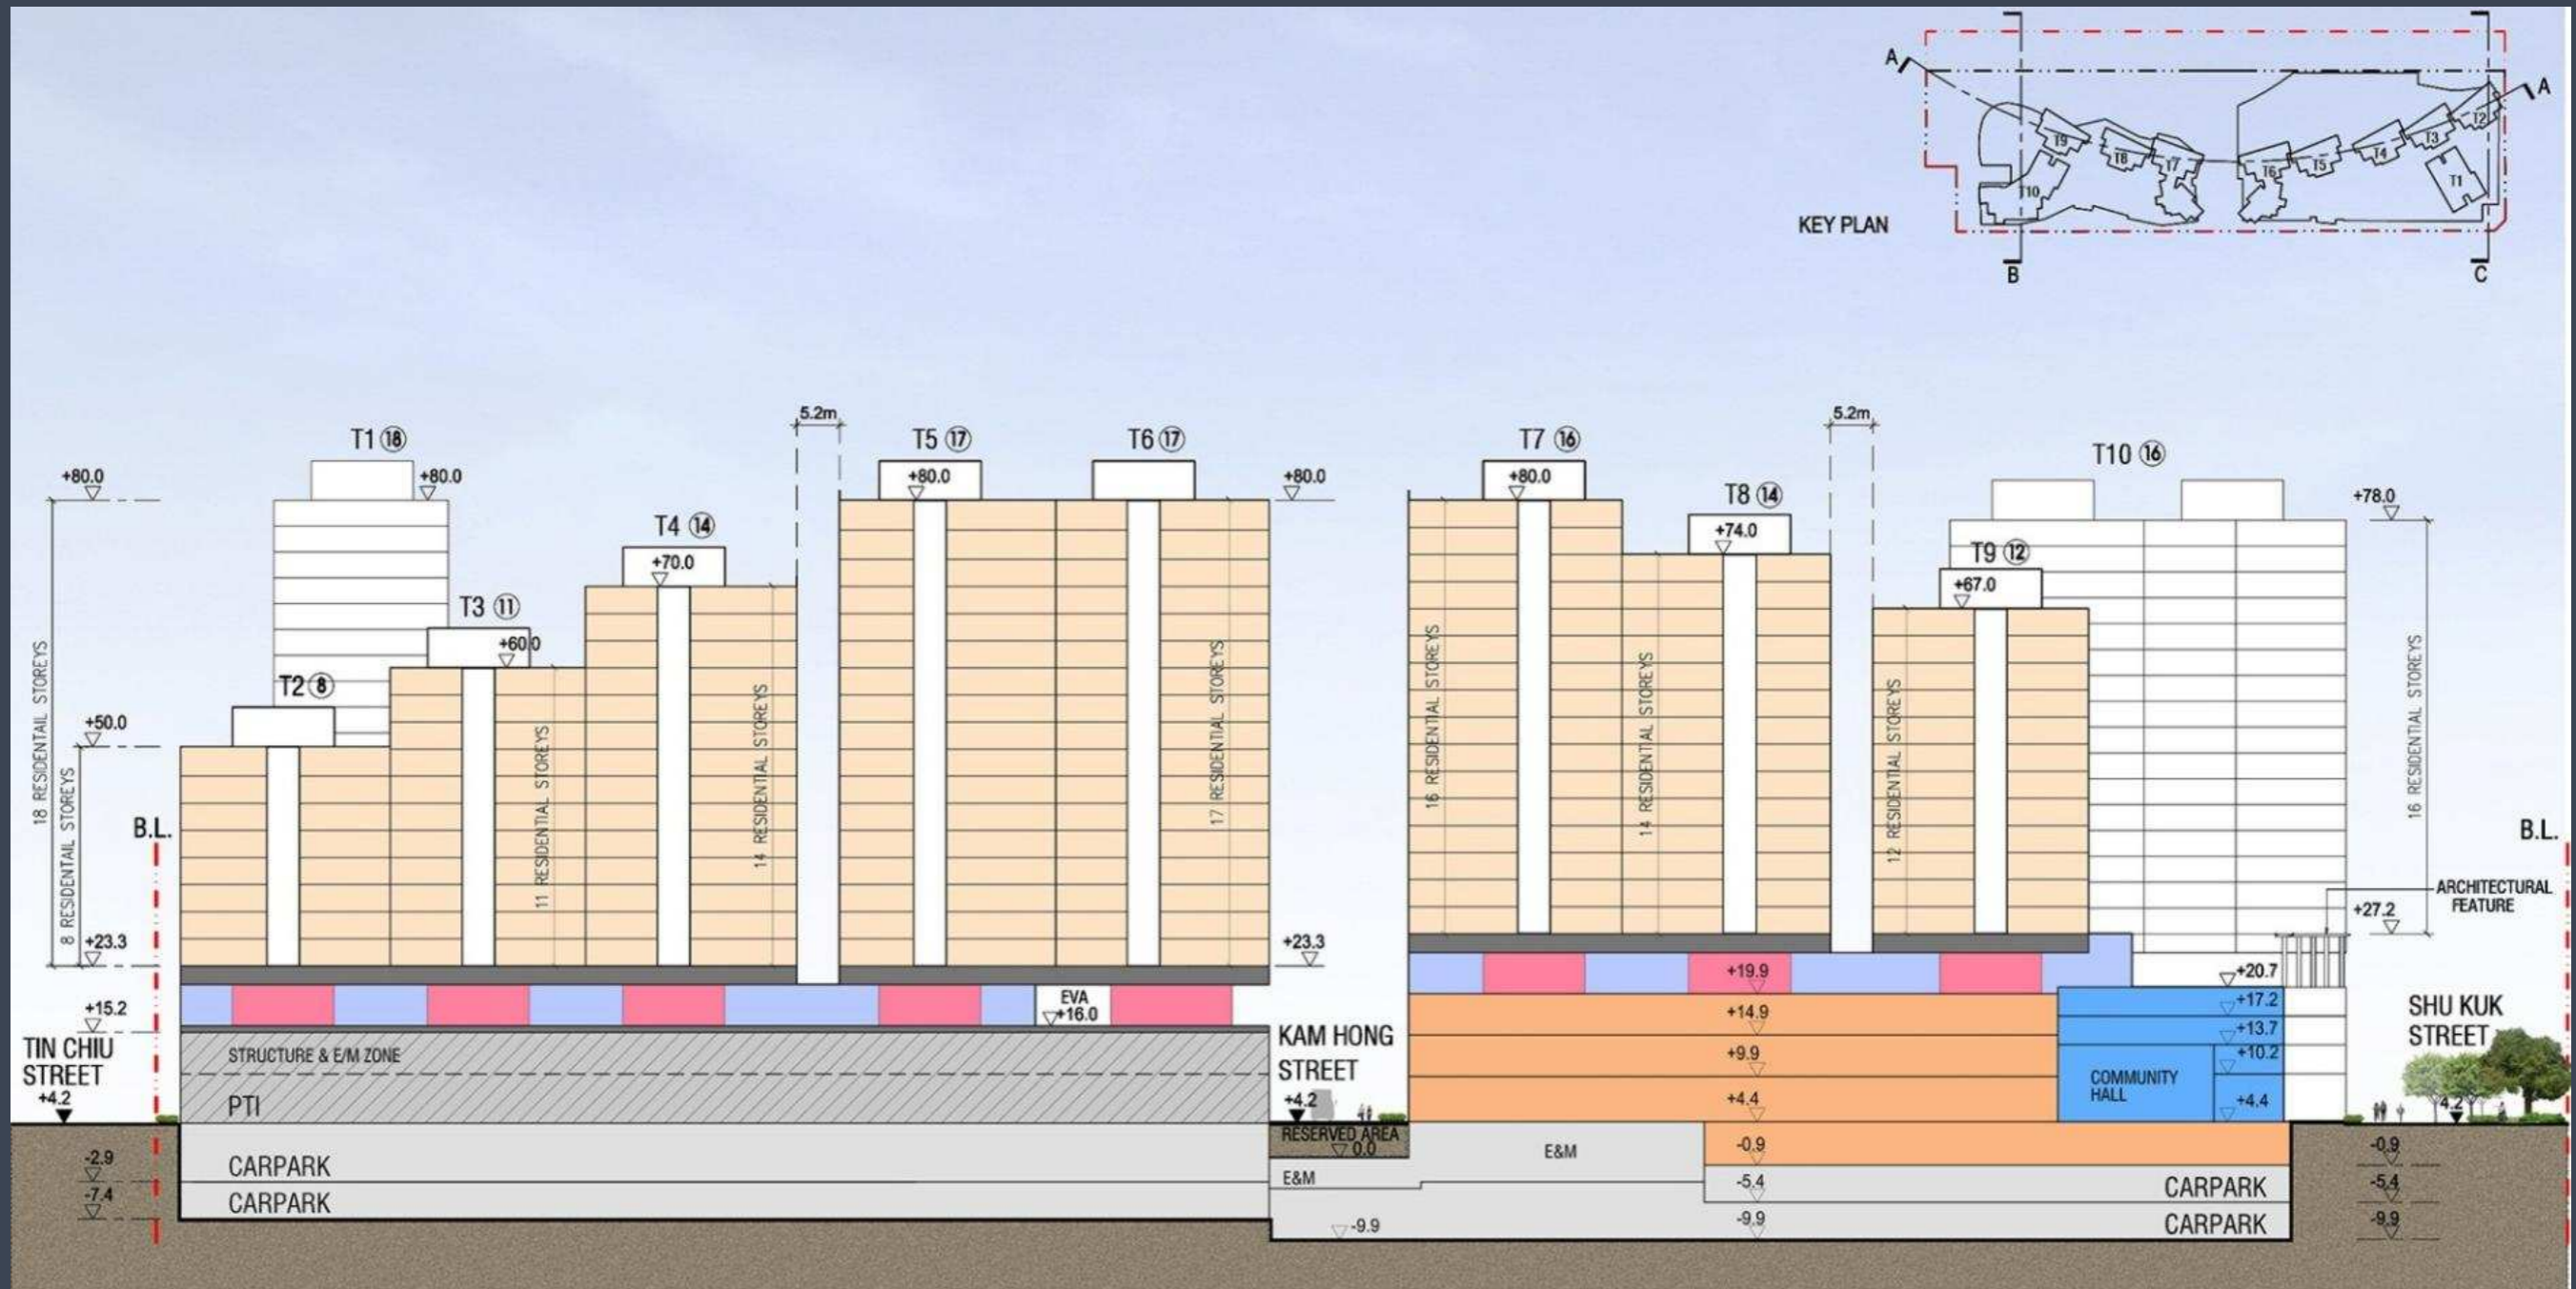 A
A
T9
T8
T7
T10
T6
T5
T4
T3
T2
T1
KEY PLAN
B
C
5.2m
5.2m
T1 ⑱
T5 ⑰
T6 ⑰
T7 ⑯
T10 ⑯
+80.0
+80.0
+80.0
+80.0
+80.0
T8 ⑭
+78.0
T4 ⑭
+74.0
+70.0
T9 ⑫
+67.0
T3 ⑪
+60.0
T2 ⑧
+50.0
18 RESIDENTAIL STOREYS
8 RESIDENTAIL STOREYS
11 RESIDENTIAL STOREYS
14 RESIDENTIAL STOREYS
17 RESIDENTIAL STOREYS
16 RESIDENTIAL STOREYS
14 RESIDENTIAL STOREYS
12 RESIDENTIAL STOREYS
16 RESIDENTIAL STOREYS
B.L.
B.L.
ARCHITECTURAL
FEATURE
+27.2
+23.3
+23.3
+19.9
+20.7
+15.2
EVA
+16.0
+14.9
+17.2
+13.7
+10.2
+4.4
TIN CHIU
STREET
+4.2
STRUCTURE & E/M ZONE
PTI
KAM HONG
STREET
+4.2
+9.9
+4.4
COMMUNITY
HALL
SHU KUK
STREET
4.2
RESERVED AREA
0.0
E&M
E&M
-0.9
-0.9
-2.9
CARPARK
-5.4
CARPARK
-5.4
-7.4
CARPARK
-9.9
-9.9
CARPARK
-9.9